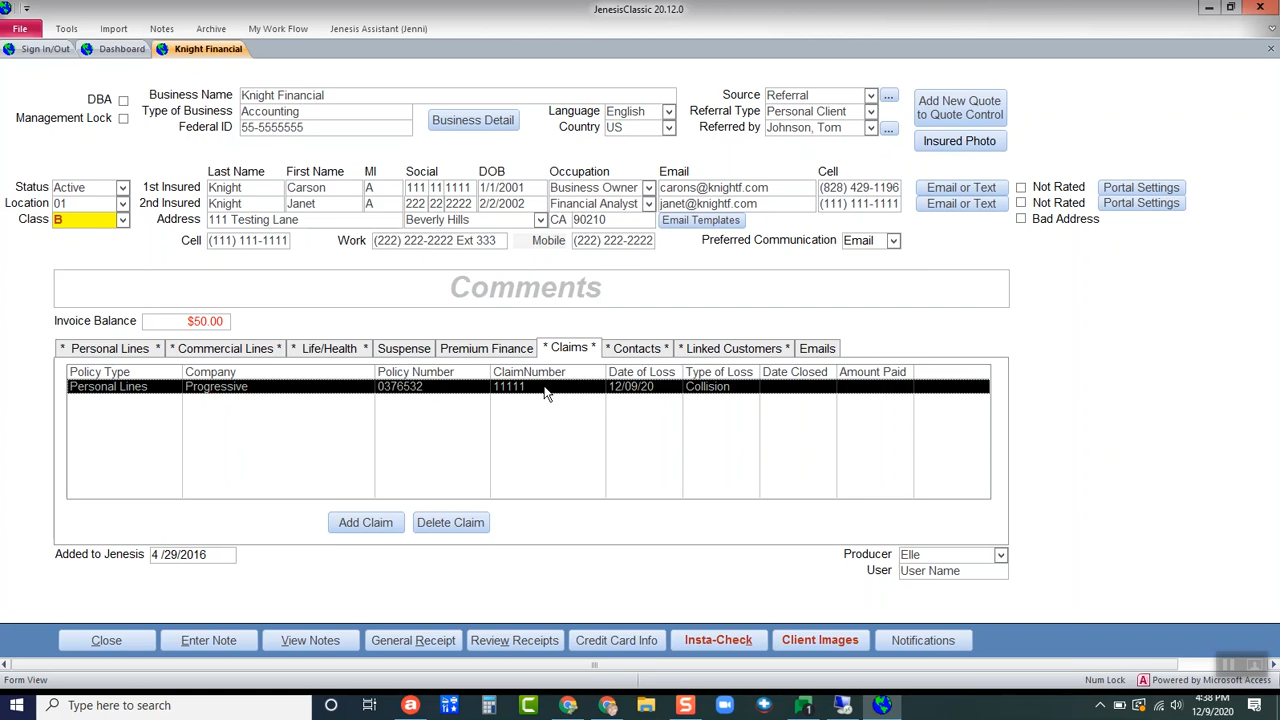 JenesisClassic 20.12.0
File Tools Import Notes Archive My Work Flow Jenesis Assistant (Jenni)
Sign In/Out Dashboard Knight Financial
DBA Business Name Knight Financial Source Referral ... Add New Quote to Quote Control
Type of Business Accounting Business Detail Language English Referral Type Personal Client
Management Lock Federal ID 55-5555555 Country US Referred by Johnson, Tom ... Insured Photo
Last Name First Name MI Social DOB Occupation Email Cell
Status Active 1st Insured Knight Carson A 111 11 1111 1/1/2001 Business Owner carons@knightf.com (828) 429-1196 Email or Text Not Rated Portal Settings
Location 01 2nd Insured Knight Janet A 222 22 2222 2/2/2002 Financial Analyst janet@knightf.com (111) 111-1111 Email or Text Not Rated Portal Settings
Class B Address 111 Testing Lane Beverly Hills CA 90210 Email Templates Bad Address
Cell (111) 111-1111 Work (222) 222-2222 Ext 333 Mobile (222) 222-2222 Preferred Communication Email
Comments
Invoice Balance $50.00
* Personal Lines * * Commercial Lines * * Life/Health * Suspense Premium Finance * Claims * * Contacts * * Linked Customers * Emails
Policy Type Company Policy Number ClaimNumber Date of Loss Type of Loss Date Closed Amount Paid
Personal Lines Progressive 0376532 11111 12/09/20 Collision
Add Claim Delete Claim
Added to Jenesis 4 /29/2016 Producer Elle
User User Name
Close Enter Note View Notes General Receipt Review Receipts Credit Card Info Insta-Check Client Images Notifications
Form View Num Lock Powered by Microsoft Access
Type here to search 4:38 PM
12/9/2020